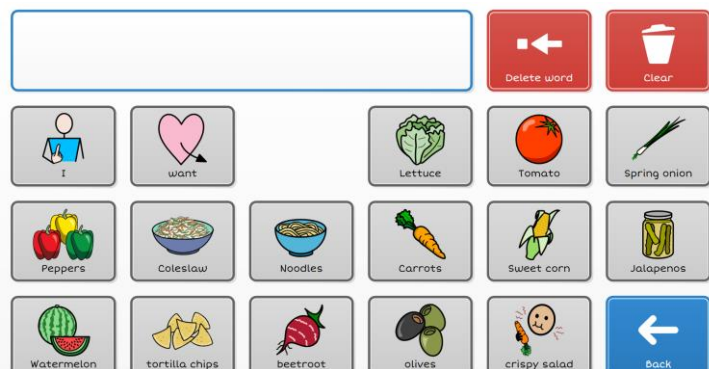 Delete word Clear
I want Lettuce Tomato Spring onion
Peppers Coleslaw Noodles Carrots Sweet corn Jalapenos
Watermelon tortilla chips beetroot olives crispy salad Back